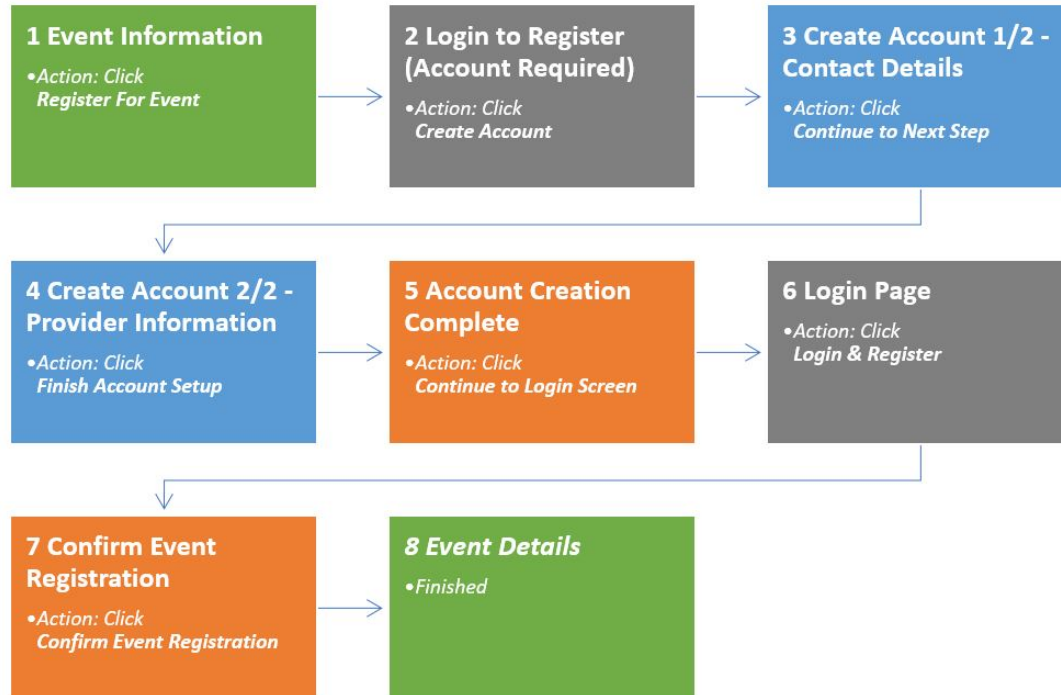 1 Event Information
•Action: Click
Register For Event
2 Login to Register
(Account Required)
•Action: Click
Create Account
3 Create Account 1/2 -
Contact Details
•Action: Click
Continue to Next Step
4 Create Account 2/2 -
Provider Information
•Action: Click
Finish Account Setup
5 Account Creation
Complete
•Action: Click
Continue to Login Screen
6 Login Page
•Action: Click
Login & Register
7 Confirm Event
Registration
•Action: Click
Confirm Event Registration
8 Event Details
•Finished